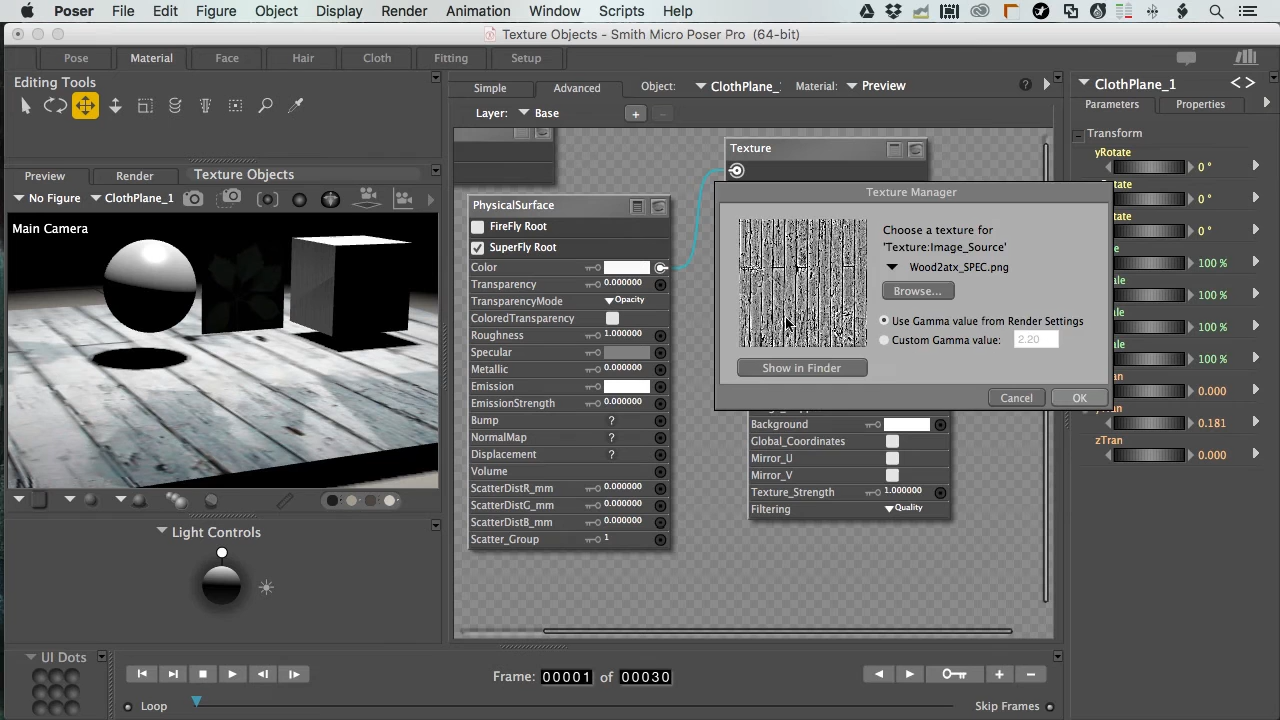 Poser File Edit Figure Object Display Render Animation Window Scripts Help
Texture Objects - Smith Micro Poser Pro (64-bit)
Pose Material Face Hair Cloth Fitting Setup
Editing Tools
Simple Advanced Object: ClothPlane_ Material: Preview
Layer: Base
ClothPlane_1
Parameters Properties
Transform
yRotate
0 °
Rotate
0 °
otate
0 °
100 %
100 %
100 %
100 %
0.000
0.181
zTran
0.000
Preview Render Texture Objects
No Figure ClothPlane_1
Main Camera
Texture
PhysicalSurface
FireFly Root
SuperFly Root
Color
Transparency 0.000000
TransparencyMode Opacity
ColoredTransparency
Roughness 1.000000
Specular
Metallic 0.000000
Emission
EmissionStrength 0.000000
Bump ?
NormalMap ?
Displacement ?
Volume
ScatterDistR_mm 0.000000
ScatterDistG_mm 0.000000
ScatterDistB_mm 0.000000
Scatter_Group 1
Texture Manager
Choose a texture for
'Texture:Image_Source'
Wood2atx_SPEC.png
Browse...
Use Gamma value from Render Settings
Custom Gamma value: 2.20
Show in Finder
Cancel OK
Background
Global_Coordinates
Mirror_U
Mirror_V
Texture_Strength 1.000000
Filtering Quality
Light Controls
UI Dots
Frame: 00001 of 00030
Loop
Skip Frames